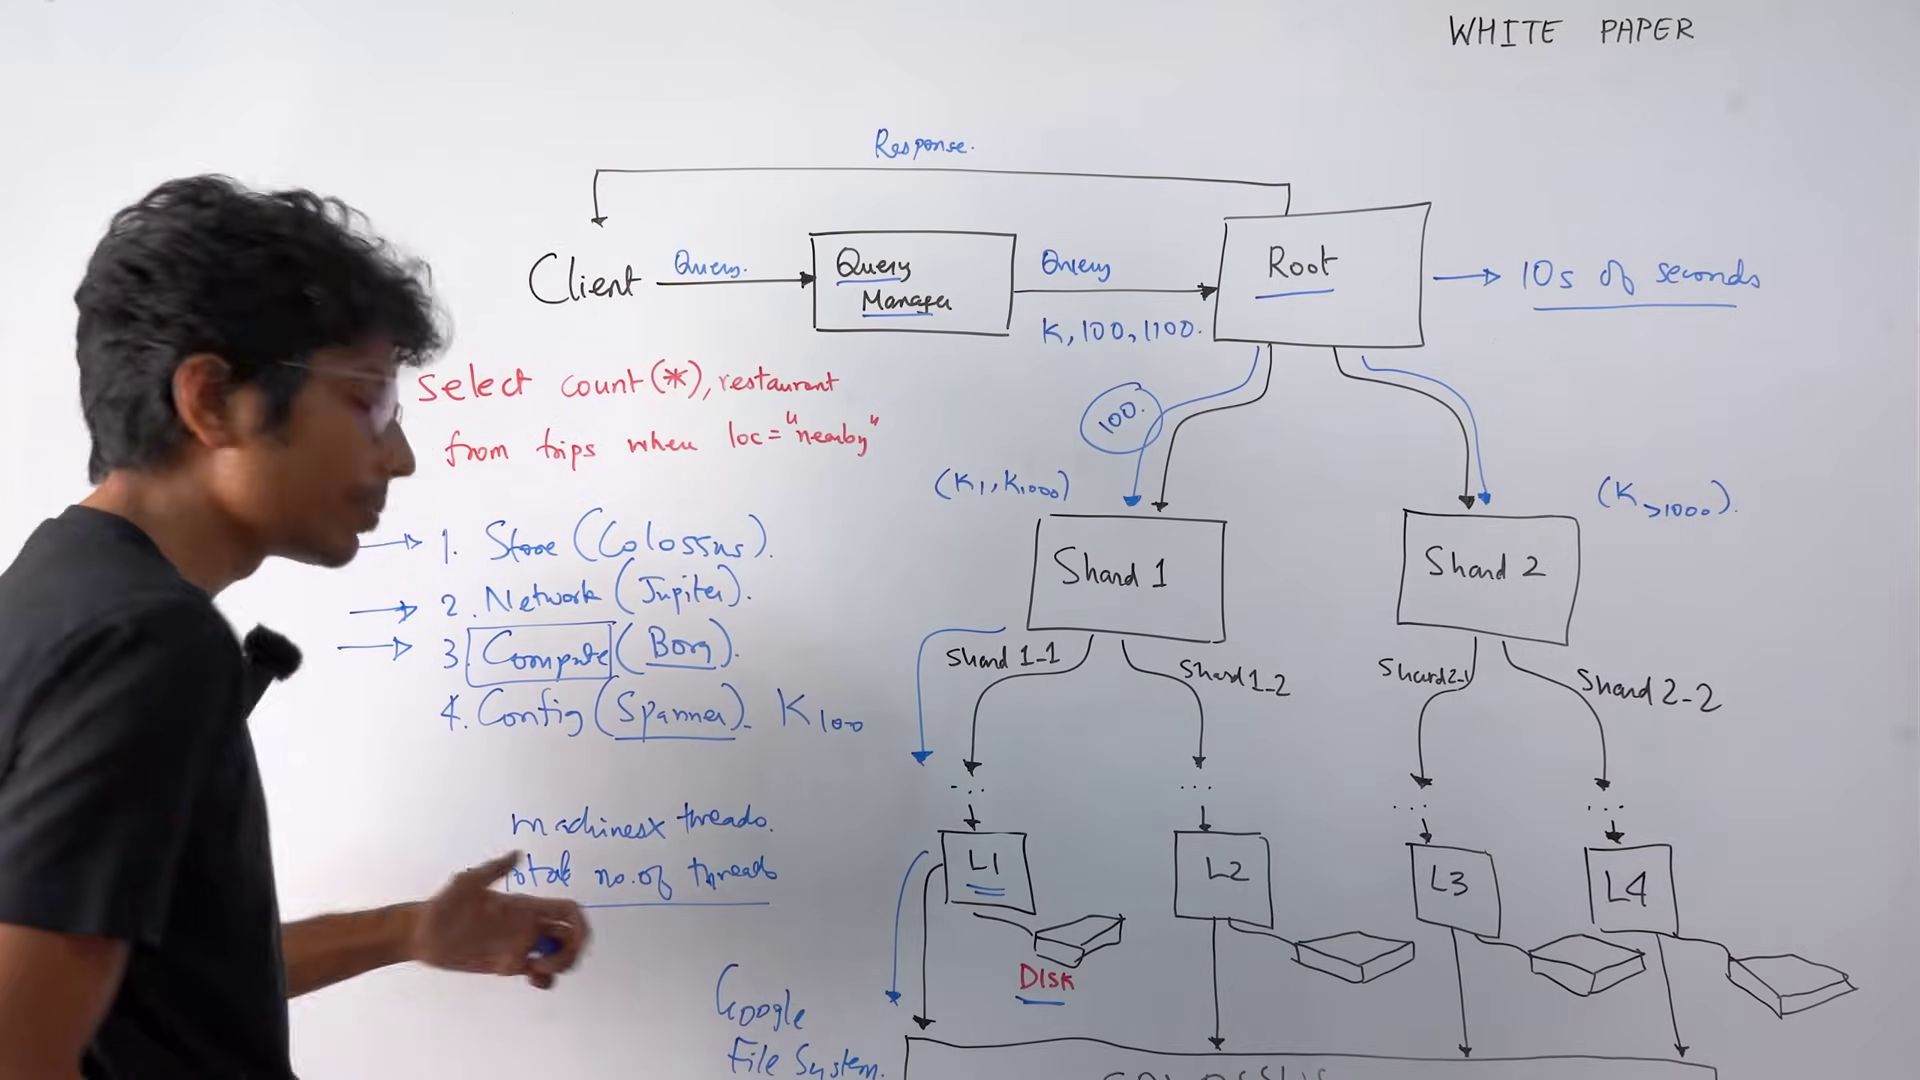 WHITE PAPER
Response.
Client
Query.
Query
Manager
Query
K, 100, 1100.
Root
10s of seconds
select count(*), restaurant
from trips when loc = "nearby"
100.
(K1, K1000)
(K>1000).
1. Store (Colossus).
2. Network (Jupiter).
3. Compute (Borg).
4. Config (Spanner). K100
Shard 1
Shard 2
Shard 1-1
Shard 1-2
Shard 2-1
Shard 2-2
...
...
...
...
machines x threads.
total no. of threads
L1
L2
L3
L4
DISK
Google
File System.
COLOSSUS